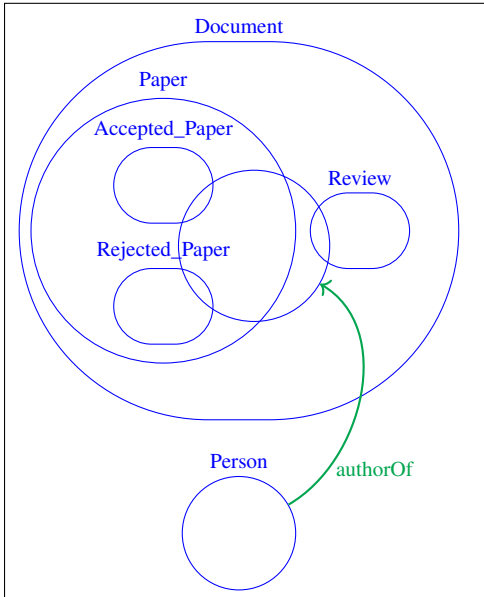 Document
Paper
Accepted_Paper
Review
Rejected_Paper
Person
authorOf